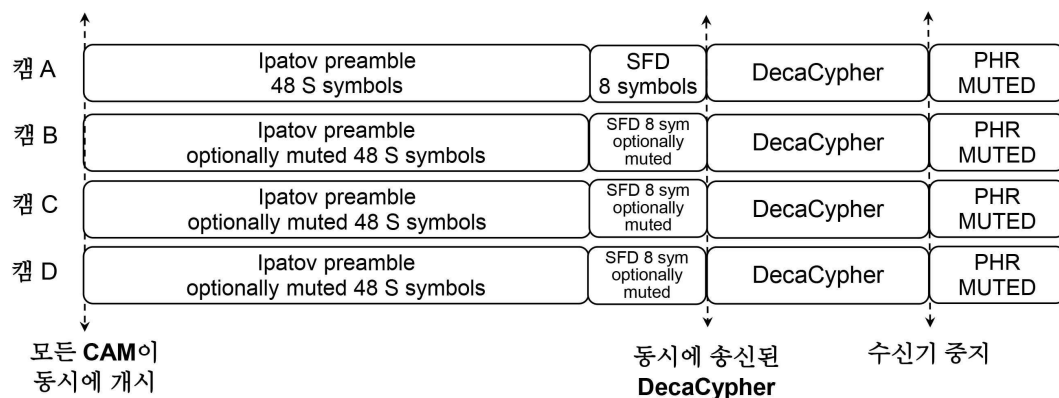 캠 A
Ipatov preamble
48 S symbols
SFD
8 symbols
DecaCypher
PHR
MUTED
캠 B
Ipatov preamble
optionally muted 48 S symbols
SFD 8 sym
optionally
muted
DecaCypher
PHR
MUTED
캠 C
Ipatov preamble
optionally muted 48 S symbols
SFD 8 sym
optionally
muted
DecaCypher
PHR
MUTED
캠 D
Ipatov preamble
optionally muted 48 S symbols
SFD 8 sym
optionally
muted
DecaCypher
PHR
MUTED
모든 CAM이
동시에 개시
동시에 송신된
DecaCypher
수신기 중지